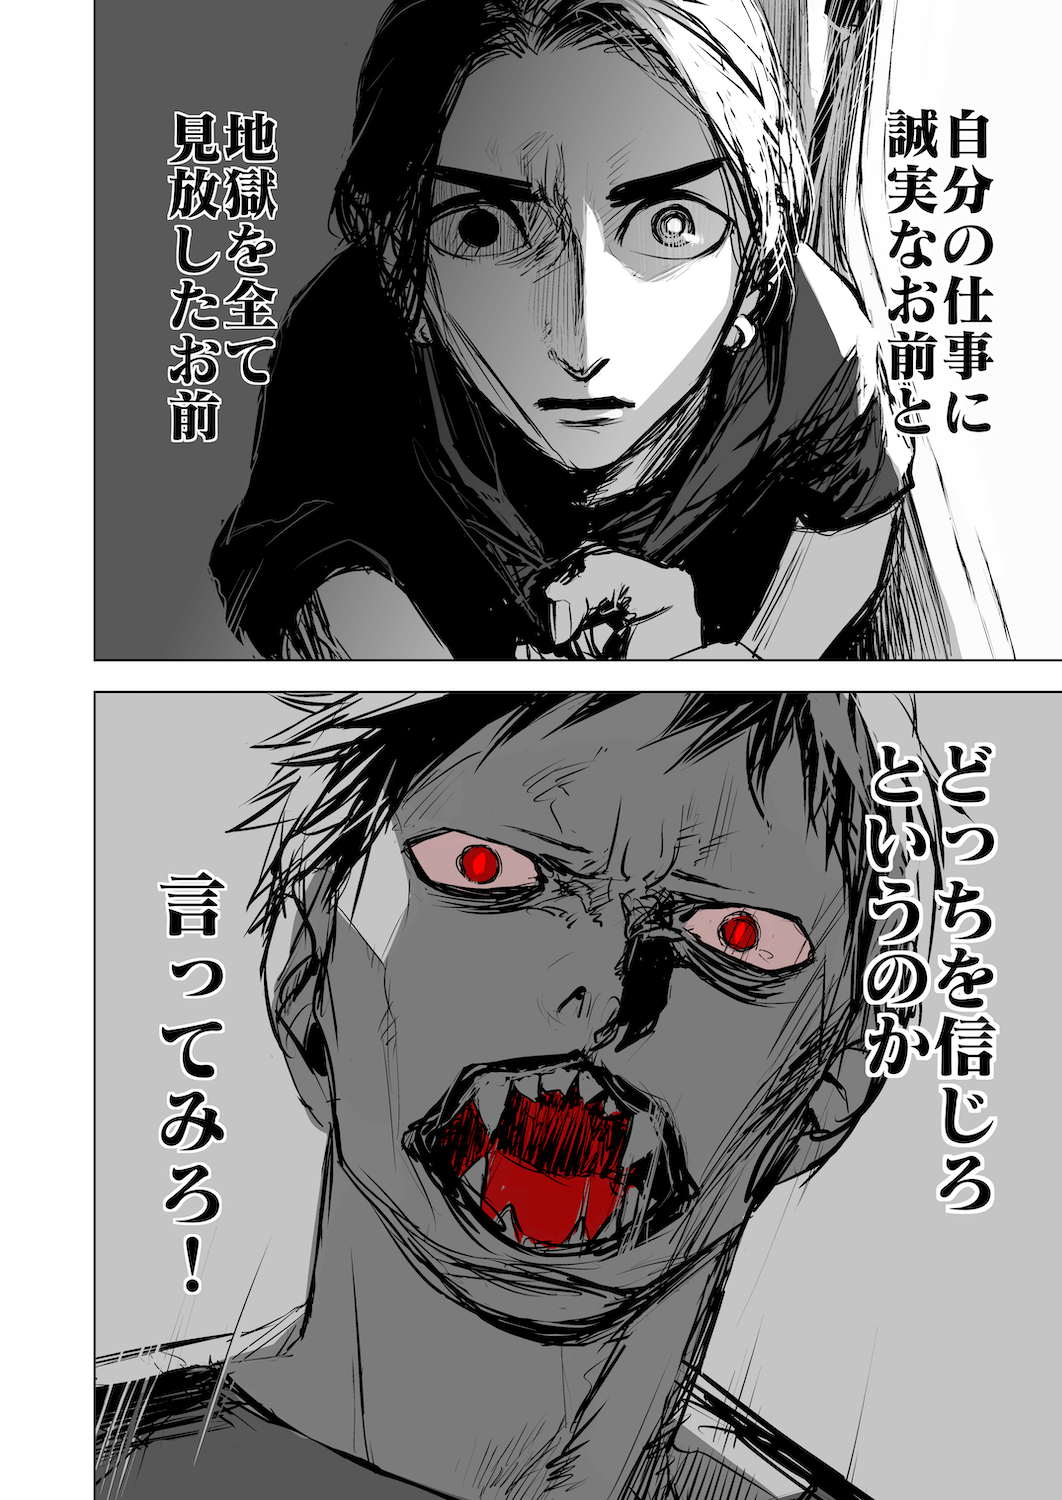 自分の仕事に
誠実なお前と
地獄を全て
見放したお前
どっちを信じろ
というのか
言ってみろ！